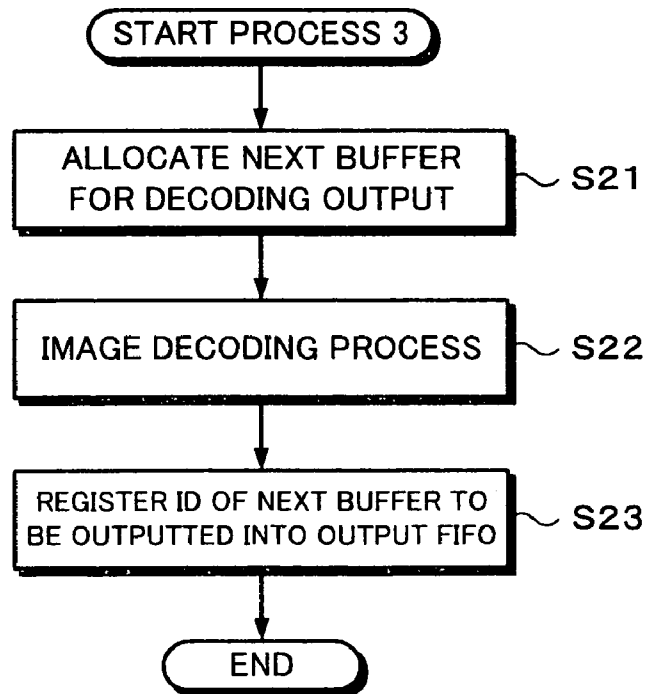 START PROCESS 3
ALLOCATE NEXT BUFFER
FOR DECODING OUTPUT
S21
IMAGE DECODING PROCESS
S22
REGISTER ID OF NEXT BUFFER TO
BE OUTPUTTED INTO OUTPUT FIFO
S23
END